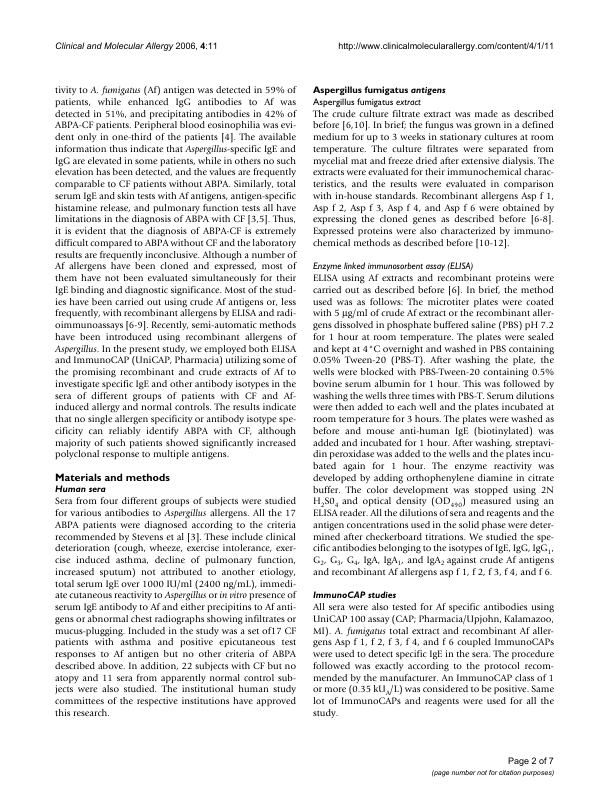 Clinical and Molecular Allergy 2006, 4:11
http://www.clinicalmolecularallergy.com/content/4/1/11
tivity to A. fumigatus (Af) antigen was detected in 59% of
patients, while enhanced IgG antibodies to Af was
detected in 51%, and precipitating antibodies in 42% of
ABPA-CF patients. Peripheral blood eosinophilia was evi-
dent only in one-third of the patients [4]. The available
information thus indicate that Aspergillus-specific IgE and
IgG are elevated in some patients, while in others no such
elevation has been detected, and the values are frequently
comparable to CF patients without ABPA. Similarly, total
serum IgE and skin tests with Af antigens, antigen-specific
histamine release, and pulmonary function tests all have
limitations in the diagnosis of ABPA with CF [3,5]. Thus,
it is evident that the diagnosis of ABPA-CF is extremely
difficult compared to ABPA without CF and the laboratory
results are frequently inconclusive. Although a number of
Af allergens have been cloned and expressed, most of
them have not been evaluated simultaneously for their
IgE binding and diagnostic significance. Most of the stud-
ies have been carried out using crude Af antigens or, less
frequently, with recombinant allergens by ELISA and radi-
oimmunoassays [6-9]. Recently, semi-automatic methods
have been introduced using recombinant allergens of
Aspergillus. In the present study, we employed both ELISA
and ImmunoCAP (UniCAP, Pharmacia) utilizing some of
the promising recombinant and crude extracts of Af to
investigate specific IgE and other antibody isotypes in the
sera of different groups of patients with CF and Af-
induced allergy and normal controls. The results indicate
that no single allergen specificity or antibody isotype spe-
cificity can reliably identify ABPA with CF, although
majority of such patients showed significantly increased
polyclonal response to multiple antigens.
Materials and methods
Human sera
Sera from four different groups of subjects were studied
for various antibodies to Aspergillus allergens. All the 17
ABPA patients were diagnosed according to the criteria
recommended by Stevens et al [3]. These include clinical
deterioration (cough, wheeze, exercise intolerance, exer-
cise induced asthma, decline of pulmonary function,
increased sputum) not attributed to another etiology,
total serum IgE over 1000 IU/ml (2400 ng/mL), immedi-
ate cutaneous reactivity to Aspergillus or in vitro presence of
serum IgE antibody to Af and either precipitins to Af anti-
gens or abnormal chest radiographs showing infiltrates or
mucus-plugging. Included in the study was a set of17 CF
patients with asthma and positive epicutaneous test
responses to Af antigen but no other criteria of ABPA
described above. In addition, 22 subjects with CF but no
atopy and 11 sera from apparently normal control sub-
jects were also studied. The institutional human study
committees of the respective institutions have approved
this research.
Aspergillus fumigatus antigens
Aspergillus fumigatus extract
The crude culture filtrate extract was made as described
before [6,10]. In brief; the fungus was grown in a defined
medium for up to 3 weeks in stationary cultures at room
temperature. The culture filtrates were separated from
mycelial mat and freeze dried after extensive dialysis. The
extracts were evaluated for their immunochemical charac-
teristics, and the results were evaluated in comparison
with in-house standards. Recombinant allergens Asp f 1,
Asp f 2, Asp f 3, Asp f 4, and Asp f 6 were obtained by
expressing the cloned genes as described before [6-8].
Expressed proteins were also characterized by immuno-
chemical methods as described before [10-12].
Enzyme linked immunosorbent assay (ELISA)
ELISA using Af extracts and recombinant proteins were
carried out as described before [6]. In brief, the method
used was as follows: The microtiter plates were coated
with 5 μg/ml of crude Af extract or the recombinant aller-
gens dissolved in phosphate buffered saline (PBS) pH 7.2
for 1 hour at room temperature. The plates were sealed
and kept at 4°C overnight and washed in PBS containing
0.05% Tween-20 (PBS-T). After washing the plate, the
wells were blocked with PBS-Tween-20 containing 0.5%
bovine serum albumin for 1 hour. This was followed by
washing the wells three times with PBS-T. Serum dilutions
were then added to each well and the plates incubated at
room temperature for 3 hours. The plates were washed as
before and mouse anti-human IgE (biotinylated) was
added and incubated for 1 hour. After washing, streptavi-
din peroxidase was added to the wells and the plates incu-
bated again for 1 hour. The enzyme reactivity was
developed by adding orthophenylene diamine in citrate
buffer. The color development was stopped using 2N
H2S04 and optical density (OD490) measured using an
ELISA reader. All the dilutions of sera and reagents and the
antigen concentrations used in the solid phase were deter-
mined after checkerboard titrations. We studied the spe-
cific antibodies belonging to the isotypes of IgE, IgG, IgG1,
G2, G3, G4, IgA, IgA1, and IgA2 against crude Af antigens
and recombinant Af allergens asp f 1, f 2, f 3, f 4, and f 6.
ImmunoCAP studies
All sera were also tested for Af specific antibodies using
UniCAP 100 assay (CAP; Pharmacia/Upjohn, Kalamazoo,
MI). A. fumigatus total extract and recombinant Af aller-
gens Asp f 1, f 2, f 3, f 4, and f 6 coupled ImmunoCAPs
were used to detect specific IgE in the sera. The procedure
followed was exactly according to the protocol recom-
mended by the manufacturer. An ImmunoCAP class of 1
or more (0.35 kUA/L) was considered to be positive. Same
lot of ImmunoCAPs and reagents were used for all the
study.
Page 2 of 7
(page number not for citation purposes)